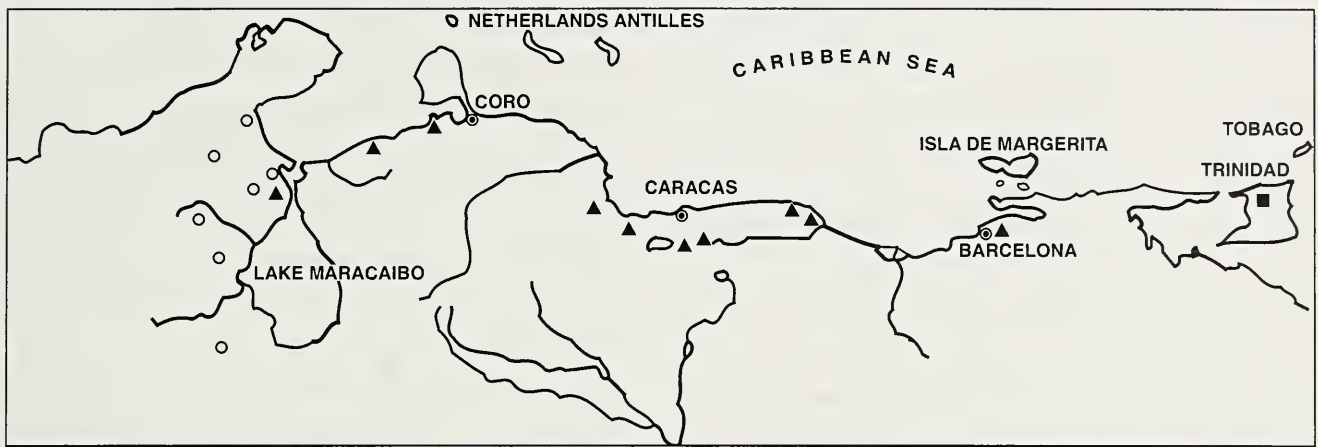 NETHERLANDS ANTILLES
CARIBBEAN SEA
CORO
TOBAGO
ISLA DE MARGERITA
TRINIDAD
CARACAS
BARCELONA
LAKE MARACAIBO